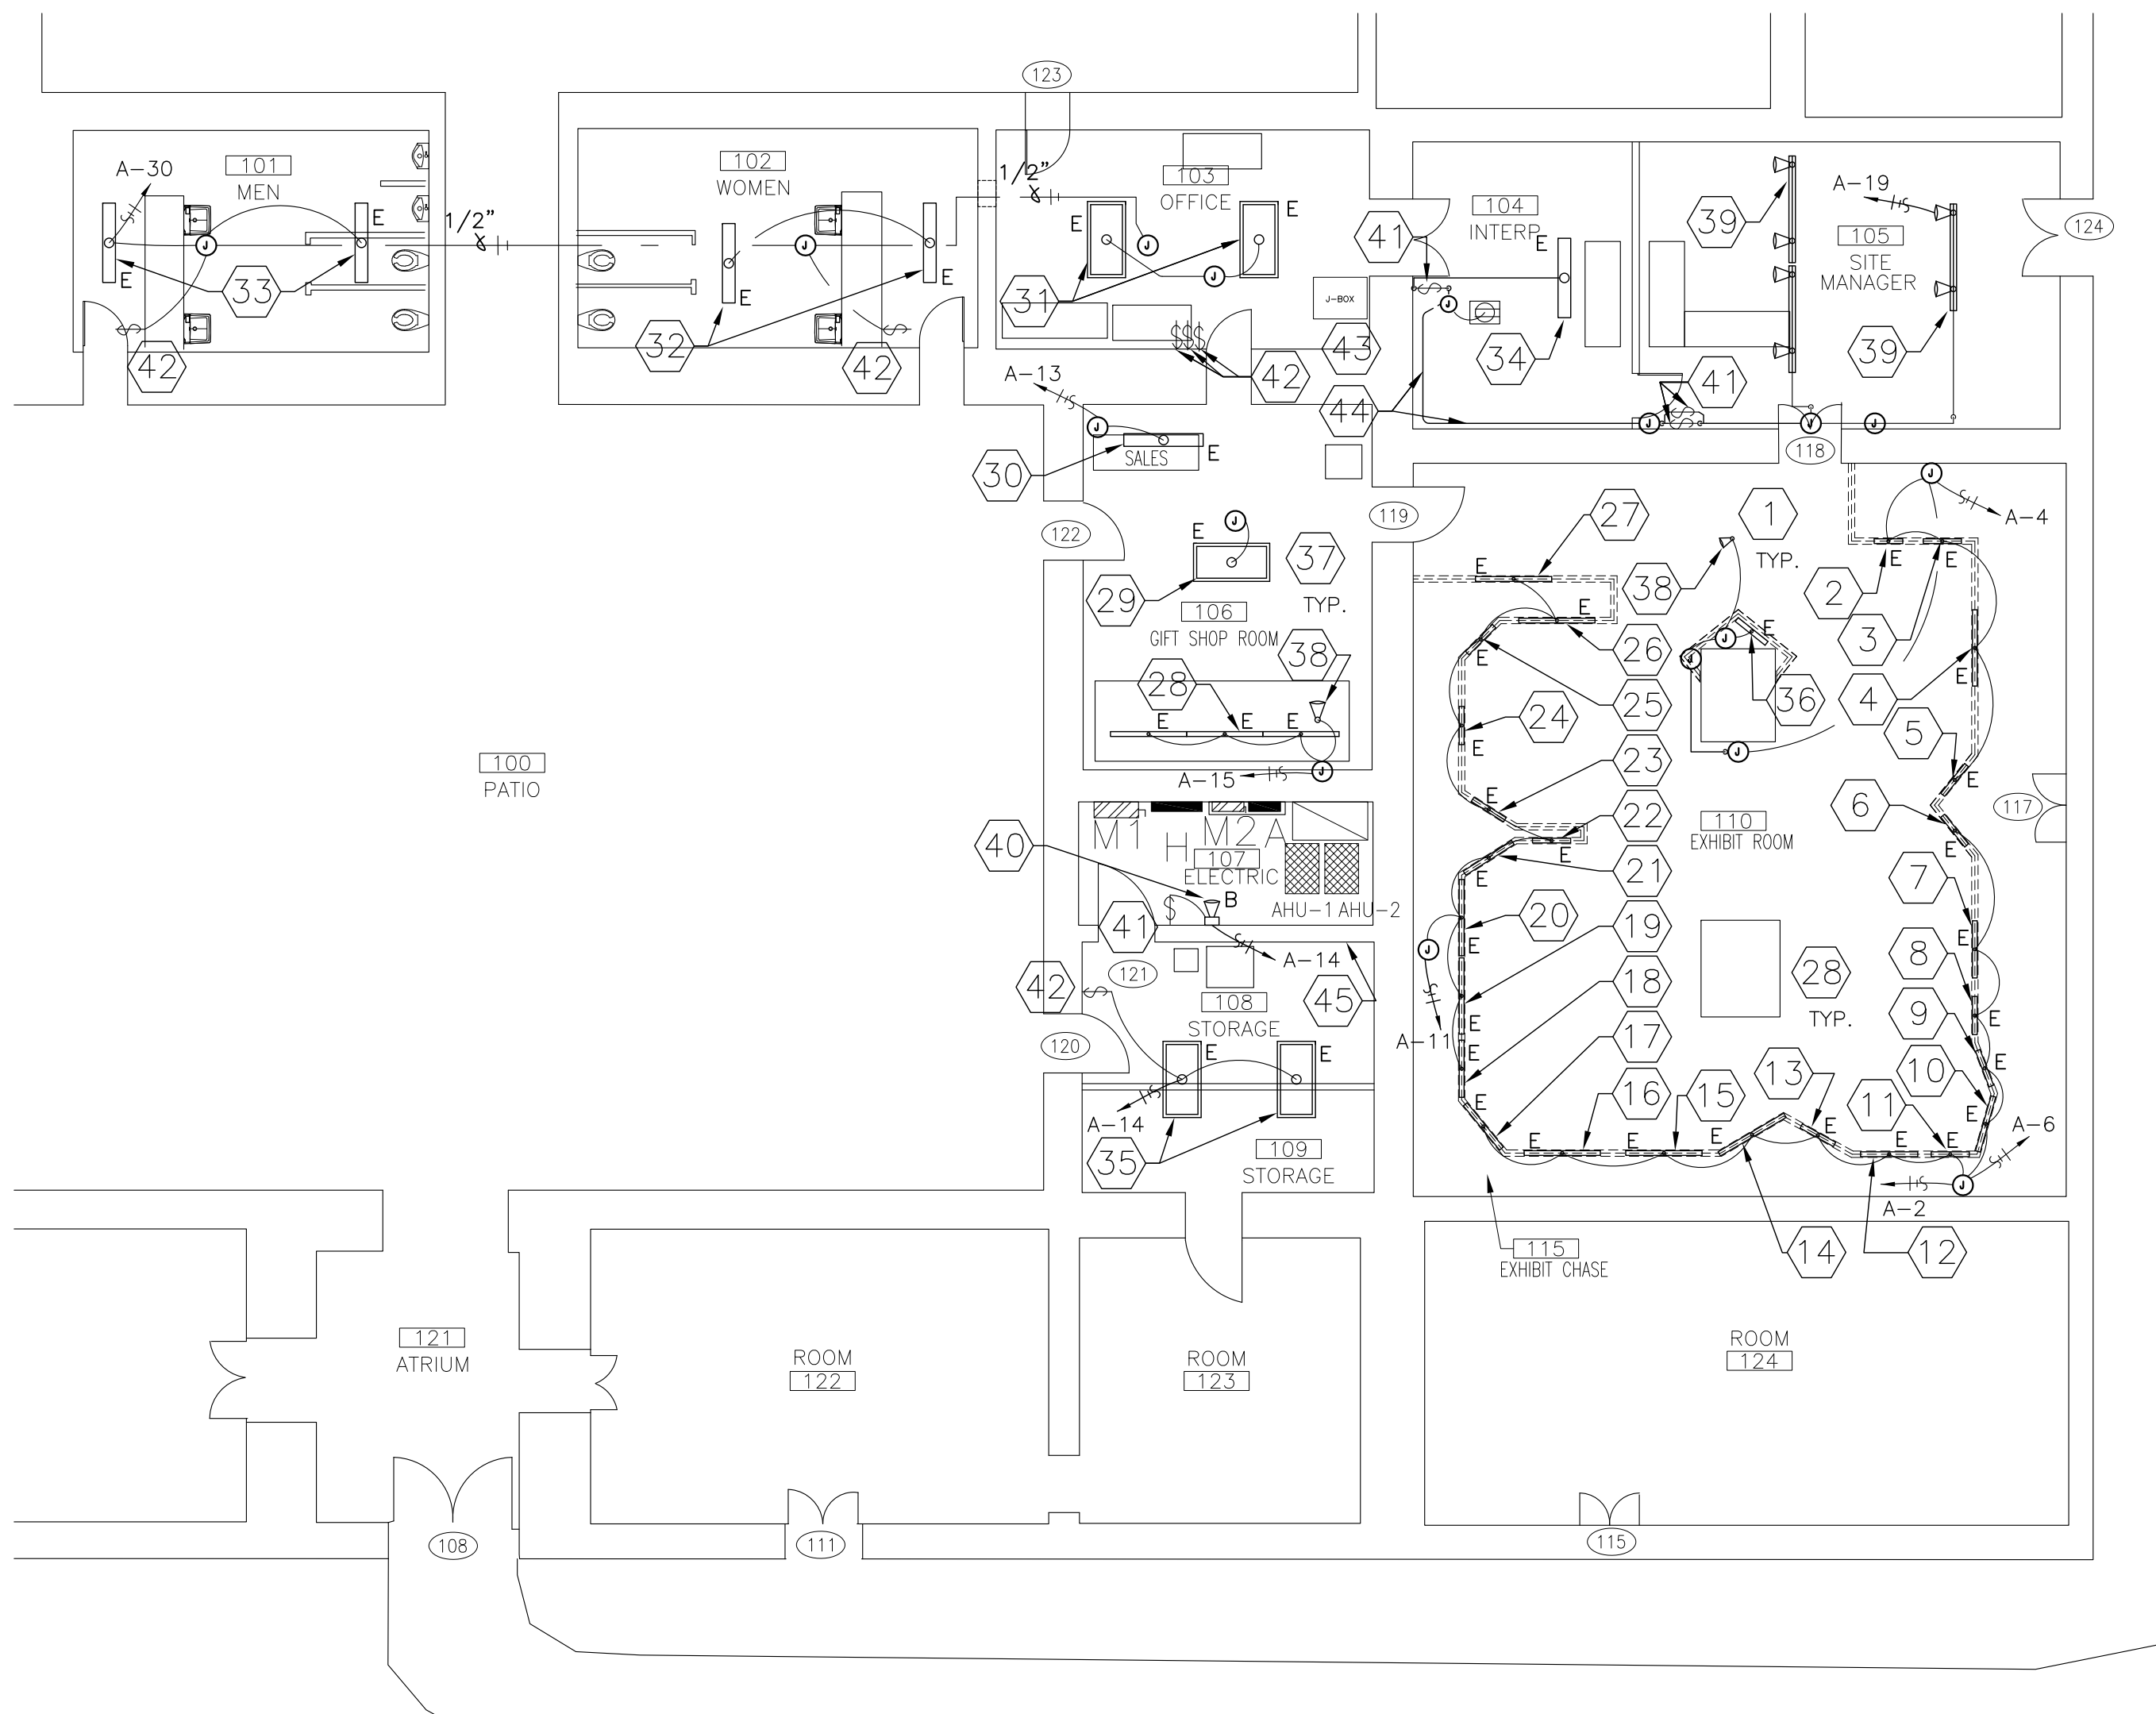 123
A-30
101
MEN
E
E
33
42
1/2"
J
102
WOMEN
E
E
32
42
J
1/2"
103
OFFICE
E
E
31
J
J
J-BOX
43
42
41
104
INTERP.
E
34
J
39
A-19
105
SITE
MANAGER
39
41
124
44
J
J
J
118
A-13
J
SALES
E
30
122
119
E
J
37
TYP.
29
106
GIFT SHOP ROOM
38
28
E
E
E
J
A-15
100
PATIO
40
M1
H
M2
A
107
ELECTRIC
AHU-1
AHU-2
B
41
A-14
42
121
108
STORAGE
45
120
E
E
A-14
35
109
STORAGE
27
1
TYP.
38
J
A-4
E
E
2
3
E
E
26
E
25
J
J
E
36
4
E
24
E
5
E
23
J
6
E
117
22
E
110
EXHIBIT ROOM
21
7
E
20
E
J
19
28
TYP.
8
E
9
E
18
A-11
E
17
E
10
E
16
E
15
E
13
E
11
E
E
E
A-6
J
A-2
14
12
115
EXHIBIT CHASE
121
ATRIUM
ROOM
122
ROOM
123
ROOM
124
108
111
115